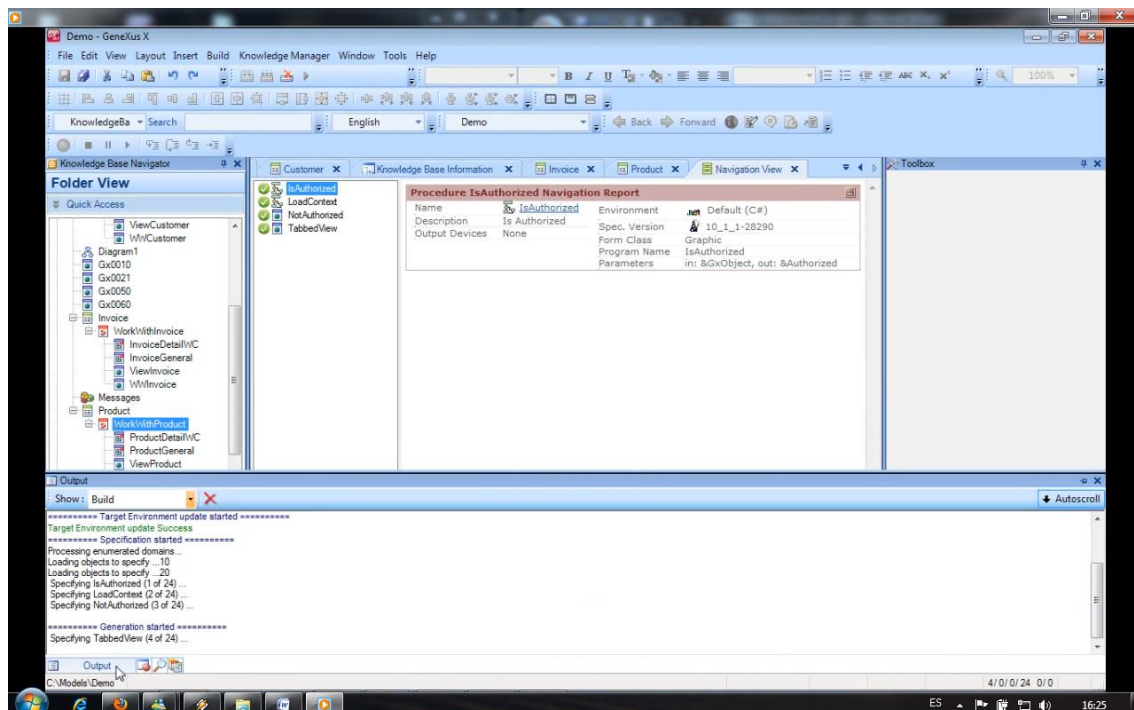 Demo - GeneXus X
File Edit View Layout Insert Build Knowledge Manager Window Tools Help
B I U ABC X₂ X² 100%
KnowledgeBa Search English Demo Back Forward
Knowledge Base Navigator
Customer Knowledge Base Information Invoice Product Navigation View Toolbox
Folder View
Quick Access
ViewCustomer
WWCustomer
Diagram1
Gx0010
Gx0021
Gx0050
Gx0060
Invoice
WorkWithInvoice
InvoiceDetailWC
InvoiceGeneral
ViewInvoice
WWInvoice
Messages
Product
WorkWithProduct
ProductDetailWC
ProductGeneral
ViewProduct
IsAuthorized
LoadContext
NotAuthorized
TabbedView
Procedure IsAuthorized Navigation Report
Name IsAuthorized
Description Is Authorized
Output Devices None
Environment .net Default (C#)
Spec. Version 10_1_1-28290
Form Class Graphic
Program Name IsAuthorized
Parameters in: &GxObject, out: &Authorized
Output
Show: Build Autoscroll
========== Target Environment update started ==========
Target Environment update Success
========== Specification started ==========
Processing enumerated domains...
Loading objects to specify ...10
Loading objects to specify ...20
Specifying IsAuthorized (1 of 24) ...
Specifying LoadContext (2 of 24) ...
Specifying NotAuthorized (3 of 24) ...
========== Generation started ==========
Specifying TabbedView (4 of 24) ...
Output
C:\Models\Demo 4/0/0/24 0/0
ES 16:25